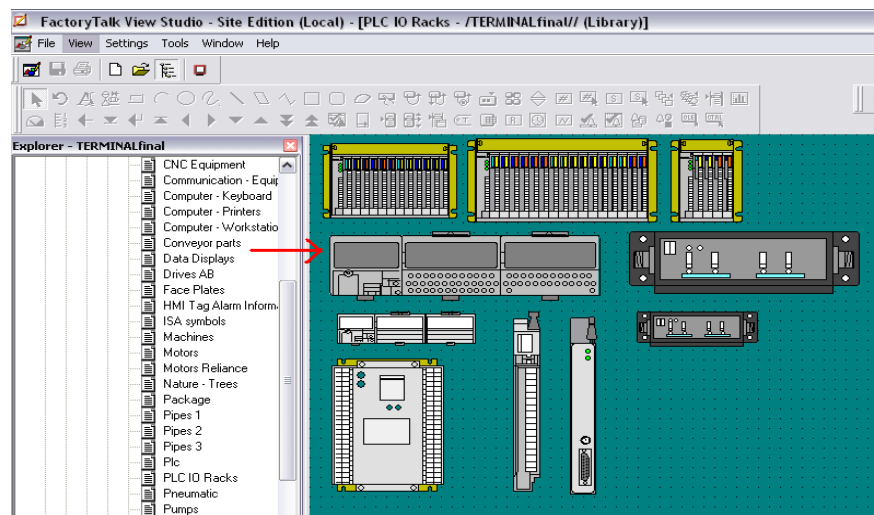 FactoryTalk View Studio - Site Edition (Local) - [PLC IO Racks - /TERMINALfinal// (Library)]
File View Settings Tools Window Help
Explorer - TERMINALfinal
CNC Equipment
Communication - Equip
Computer - Keyboard
Computer - Printers
Computer - Workstatio
Conveyor parts
Data Displays
Drives AB
Face Plates
HMI Tag Alarm Inform
ISA symbols
Machines
Motors
Motors Reliance
Nature - Trees
Package
Pipes 1
Pipes 2
Pipes 3
Plc
PLC IO Racks
Pneumatic
Pumps